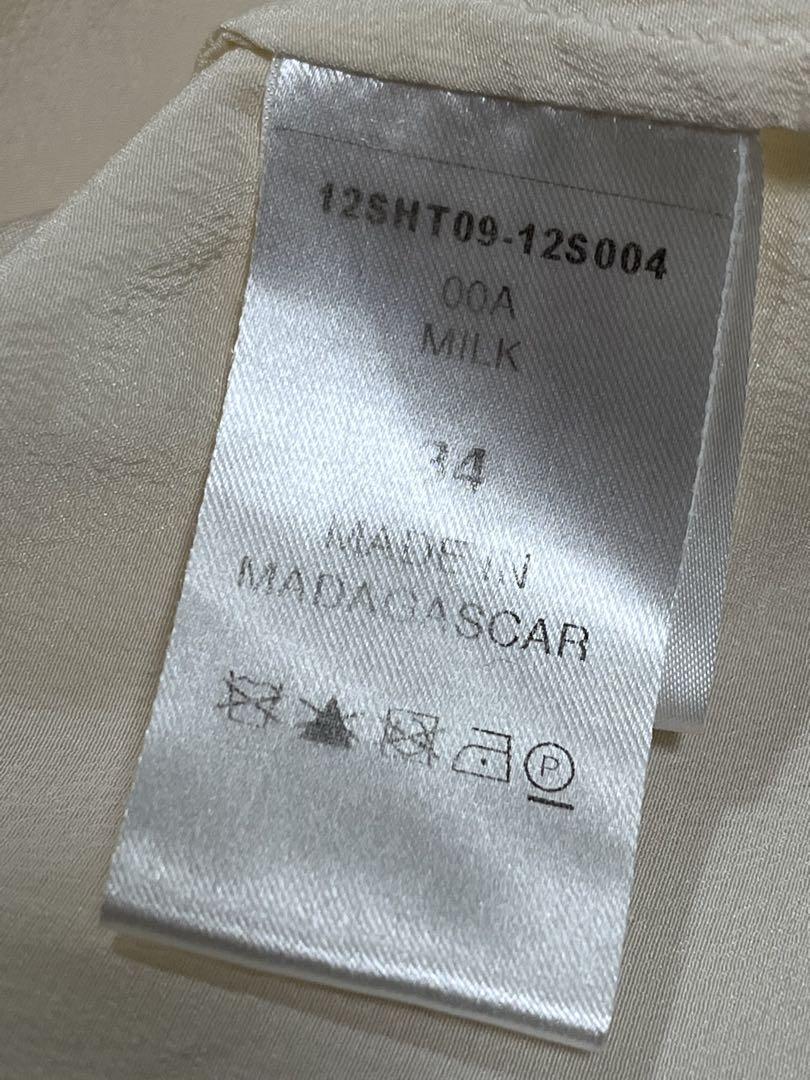 12SHT09-12S004
00A
MILK
34
MADE IN
MADAGASCAR
P